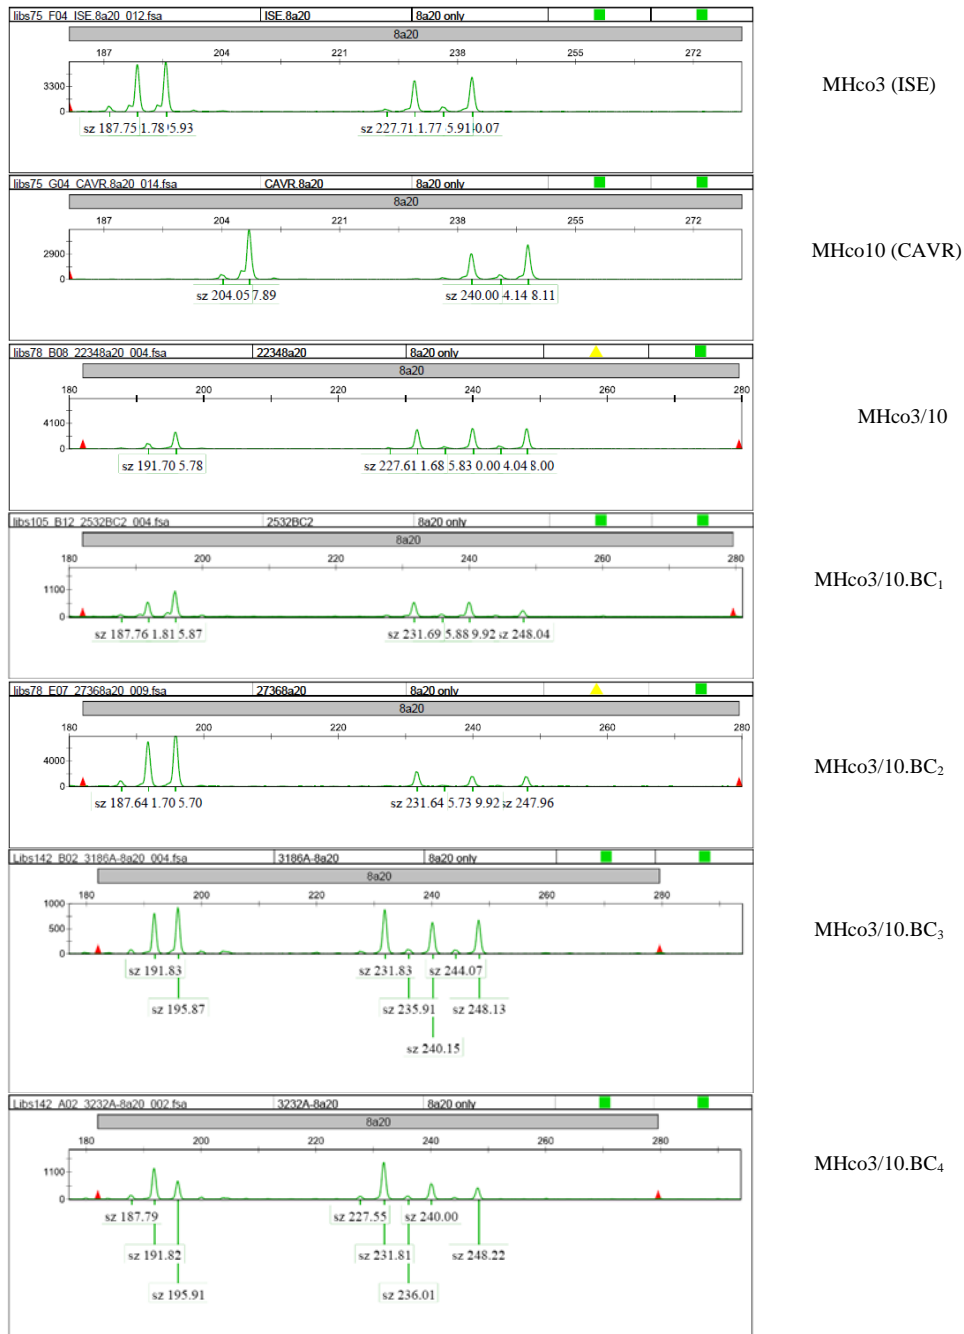 libs75_F04_ISE.8a20_012.fsa ISE.8a20 8a20 only
8a20
187 204 221 238 255 272
3300
0
sz 187.75 1.78 5.93 sz 227.71 1.77 5.91 0.07
MHco3 (ISE)
libs75_G04_CAVR.8a20_014.fsa CAVR.8a20 8a20 only
8a20
187 204 221 238 255 272
2900
0
sz 204.05 7.89 sz 240.00 4.14 8.11
MHco10 (CAVR)
libs78_B08_22348a20_004.fsa 22348a20 8a20 only
8a20
180 200 220 240 260 280
4100
0
sz 191.70 5.78 sz 227.61 1.68 5.83 0.00 4.04 8.00
MHco3/10
libs105_B12_2532BC2_004.fsa 2532BC2 8a20 only
8a20
180 200 220 240 260 280
1100
0
sz 187.76 1.81 5.87 sz 231.69 5.88 9.92 sz 248.04
MHco3/10.BC1
libs78_E07_27368a20_009.fsa 27368a20 8a20 only
8a20
180 200 220 240 260 280
4000
0
sz 187.64 1.70 5.70 sz 231.64 5.73 9.92 sz 247.96
MHco3/10.BC2
Libs142_B02_3186A-8a20_004.fsa 3186A-8a20 8a20 only
8a20
180 200 220 240 260 280
1000
500
0
sz 191.83 sz 231.83 sz 244.07
sz 195.87 sz 235.91 sz 248.13
sz 240.15
MHco3/10.BC3
Libs142_A02_3232A-8a20_002.fsa 3232A-8a20 8a20 only
8a20
180 200 220 240 260 280
1100
0
sz 187.79 sz 227.55 sz 240.00
sz 191.82 sz 231.81 sz 248.22
sz 195.91 sz 236.01
MHco3/10.BC4